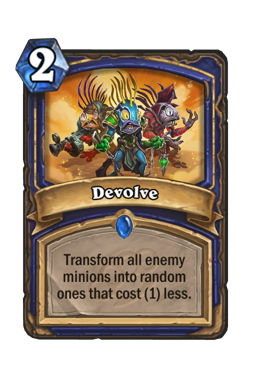 2
Devolve
Transform all enemy
minions into random
ones that cost (1) less.